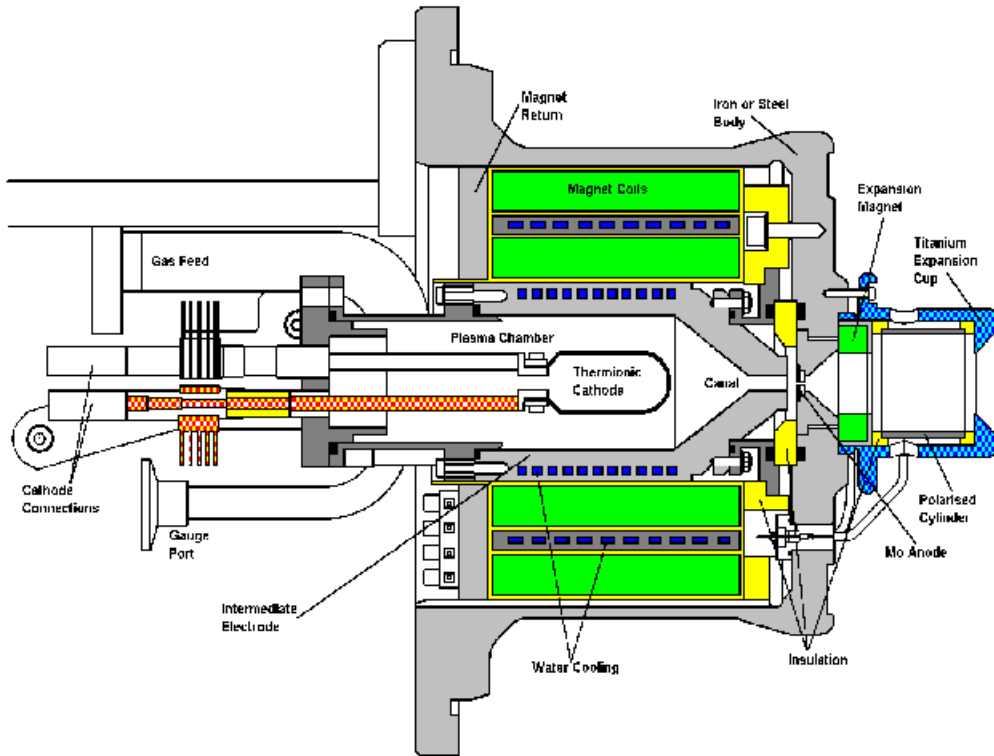 Magnet
Return
Iron or Steel
Body
Magnet Coils
Expansion
Magnet
Titanium
Expansion
Cup
Gas Feed
Plasma Chamber
Thermionic
Cathode
Canal
Cathode
Connections
Gauge
Port
Polarised
Cylinder
Mo Anode
Intermediate
Electrode
Water Cooling
Insulation